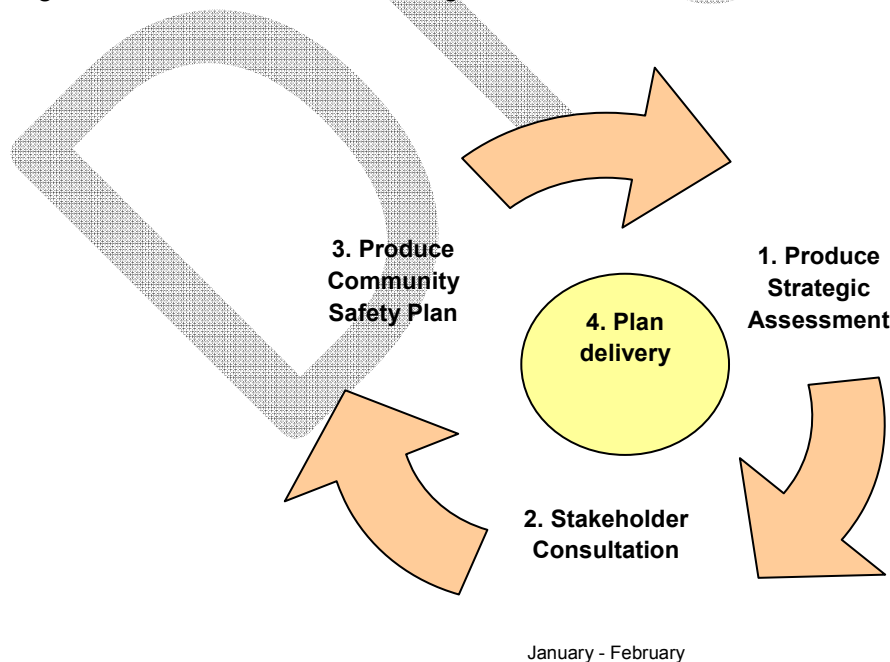 3. Produce
Community
Safety Plan
1. Produce
Strategic
Assessment
4. Plan
delivery
2. Stakeholder
Consultation
January - February